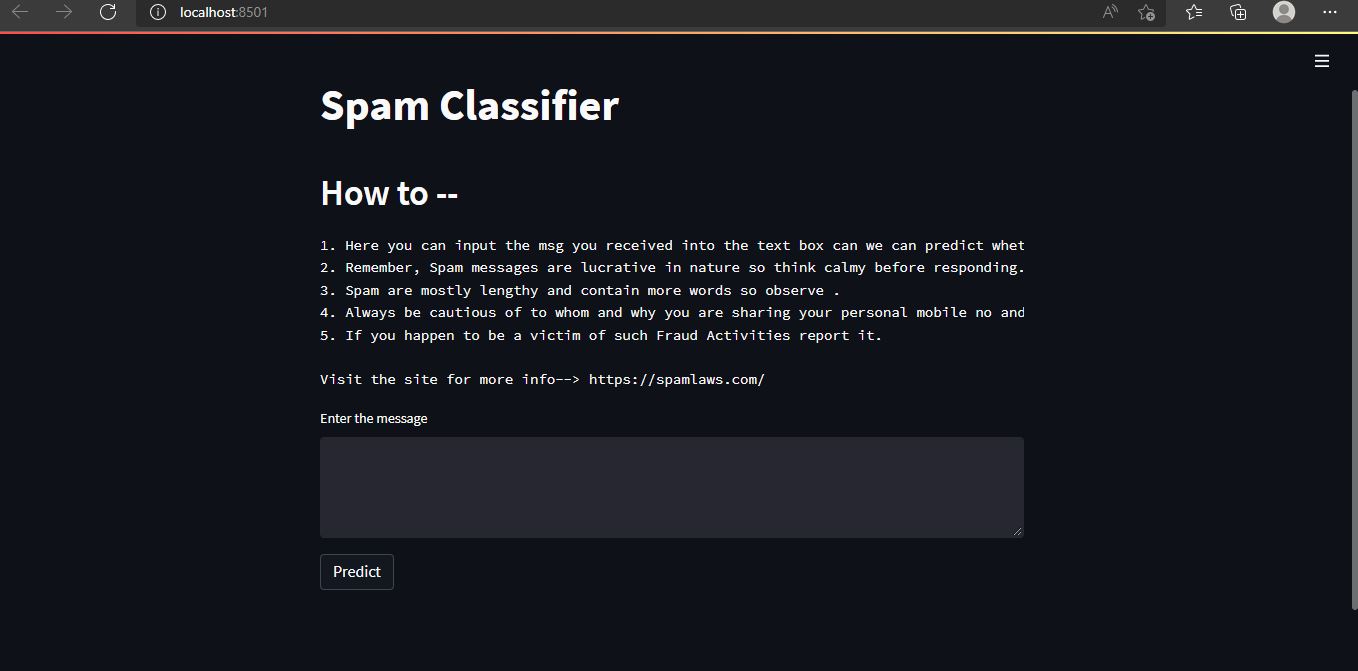 localhost:8501
Spam Classifier
How to --
1. Here you can input the msg you received into the text box can we can predict whet
2. Remember, Spam messages are lucrative in nature so think calmy before responding.
3. Spam are mostly lengthy and contain more words so observe .
4. Always be cautious of to whom and why you are sharing your personal mobile no and
5. If you happen to be a victim of such Fraud Activities report it.
Visit the site for more info--> https://spamlaws.com/
Enter the message
Predict